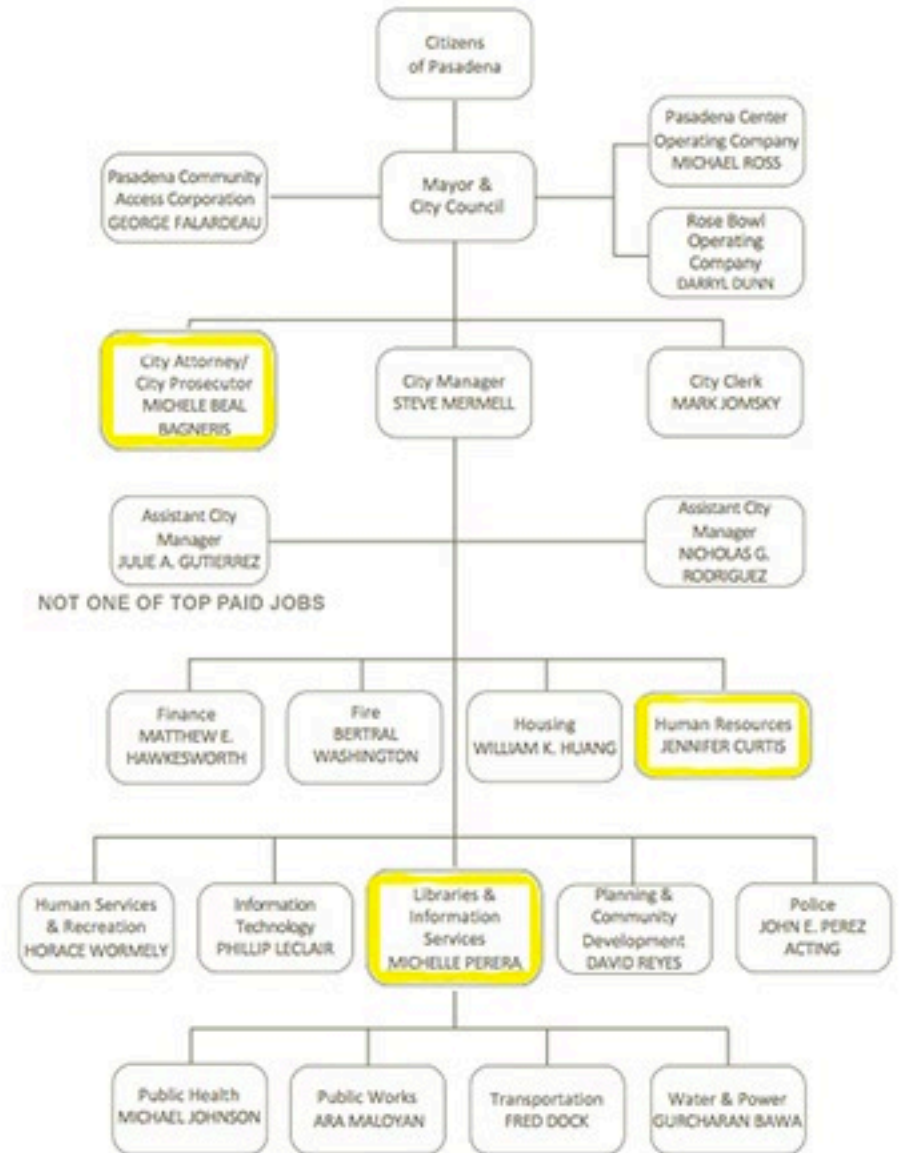 Citizens
of Pasadena
Pasadena Center
Operating Company
MICHAEL ROSS
Pasadena Community
Access Corporation
GEORGE FALARDEAU
Mayor &
City Council
Rose Bowl
Operating
Company
DARRYL DUNN
City Attorney/
City Prosecutor
MICHELE BEAL
BAGNERIS
City Manager
STEVE MERMELL
City Clerk
MARK JOMSKY
Assistant City
Manager
JULIE A. GUTIERREZ
Assistant City
Manager
NICHOLAS G.
RODRIGUEZ
NOT ONE OF TOP PAID JOBS
Finance
MATTHEW E.
HAWKESWORTH
Fire
BERTRAL
WASHINGTON
Housing
WILLIAM K. HUANG
Human Resources
JENNIFER CURTIS
Human Services
& Recreation
HORACE WORMELY
Information
Technology
PHILLIP LECLAIR
Libraries &
Information
Services
MICHELLE PERERA
Planning &
Community
Development
DAVID REYES
Police
JOHN E. PEREZ
ACTING
Public Health
MICHAEL JOHNSON
Public Works
ARA MALOYAN
Transportation
FRED DOCK
Water & Power
GURCHARAN BAWA